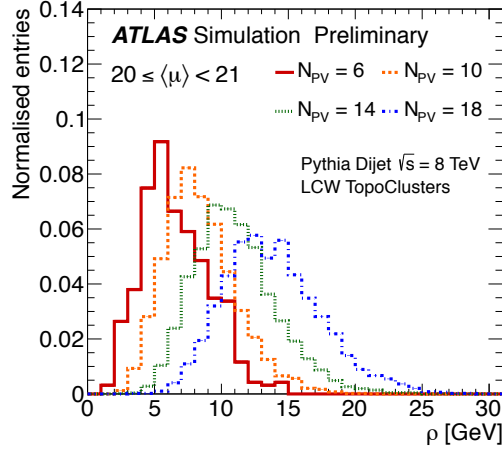 ATLAS Simulation Preliminary
20 ≤ ⟨μ⟩ < 21
N_PV = 6
N_PV = 10
N_PV = 14
N_PV = 18
Pythia Dijet √s = 8 TeV
LCW TopoClusters
Normalised entries
0.14
0.12
0.1
0.08
0.06
0.04
0.02
0
0 5 10 15 20 25 30
ρ [GeV]